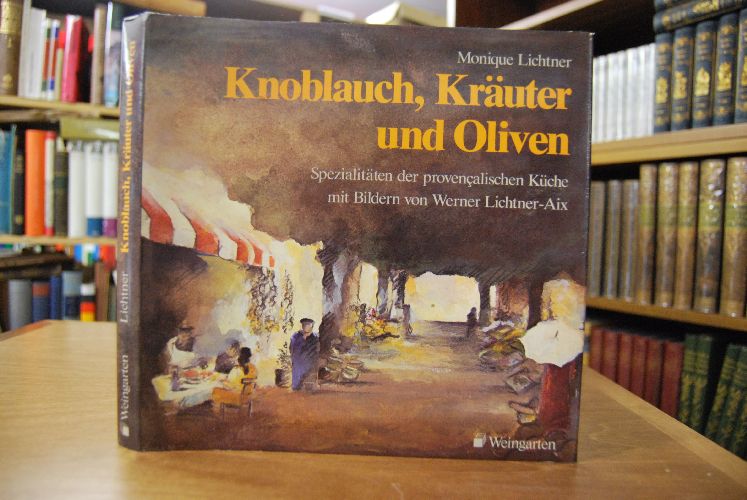 Monique Lichtner
Knoblauch, Kräuter
und Oliven
Spezialitäten der provençalischen Küche
mit Bildern von Werner Lichtner-Aix
Weingarten
Knoblauch, Kräuter und Oliven
Lichtner
Weingarten